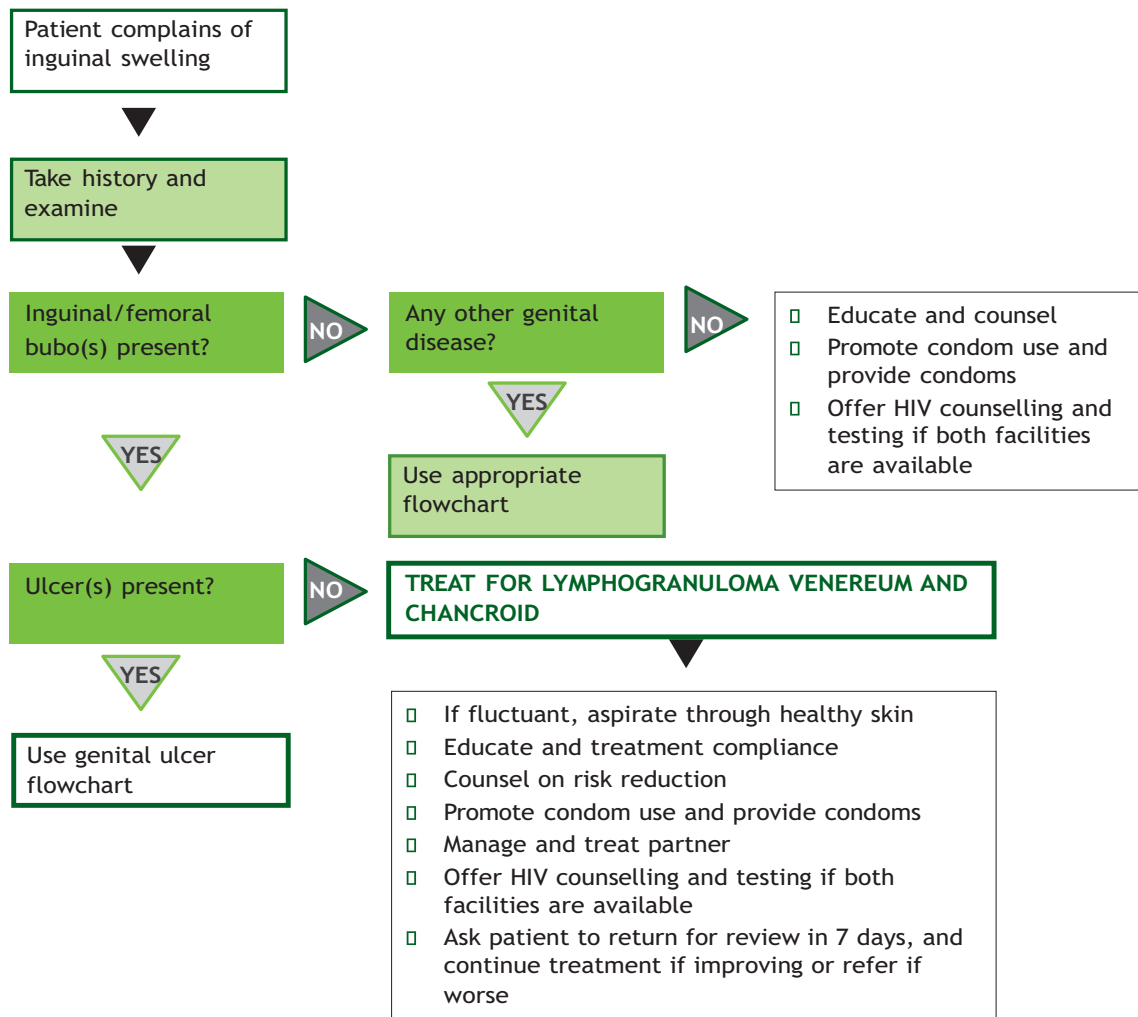 Patient complains of
inguinal swelling
Take history and
examine
Inguinal/femoral
bubo(s) present?
NO
Any other genital
disease?
NO
Educate and counsel
Promote condom use and
provide condoms
Offer HIV counselling and
testing if both facilities
are available
YES
YES
Use appropriate
flowchart
Ulcer(s) present?
NO
TREAT FOR LYMPHOGRANULOMA VENEREUM AND
CHANCROID
YES
Use genital ulcer
flowchart
If fluctuant, aspirate through healthy skin
Educate and treatment compliance
Counsel on risk reduction
Promote condom use and provide condoms
Manage and treat partner
Offer HIV counselling and testing if both
facilities are available
Ask patient to return for review in 7 days, and
continue treatment if improving or refer if
worse